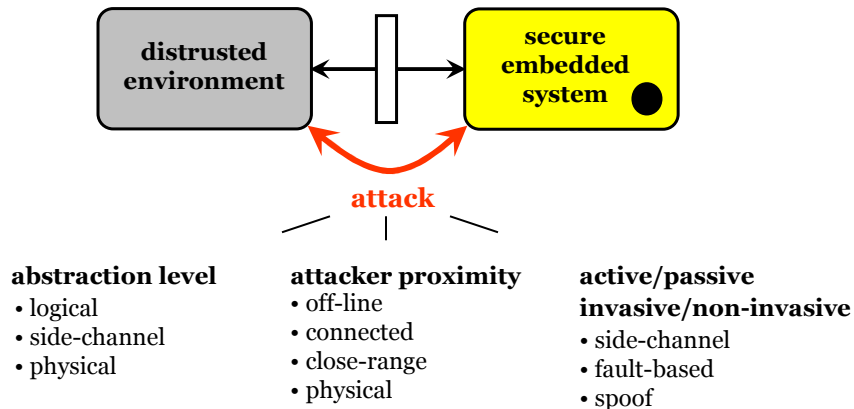 distrusted
environment
secure
embedded
system
attack
abstraction level
• logical
• side-channel
• physical
attacker proximity
• off-line
• connected
• close-range
• physical
active/passive
invasive/non-invasive
• side-channel
• fault-based
• spoof